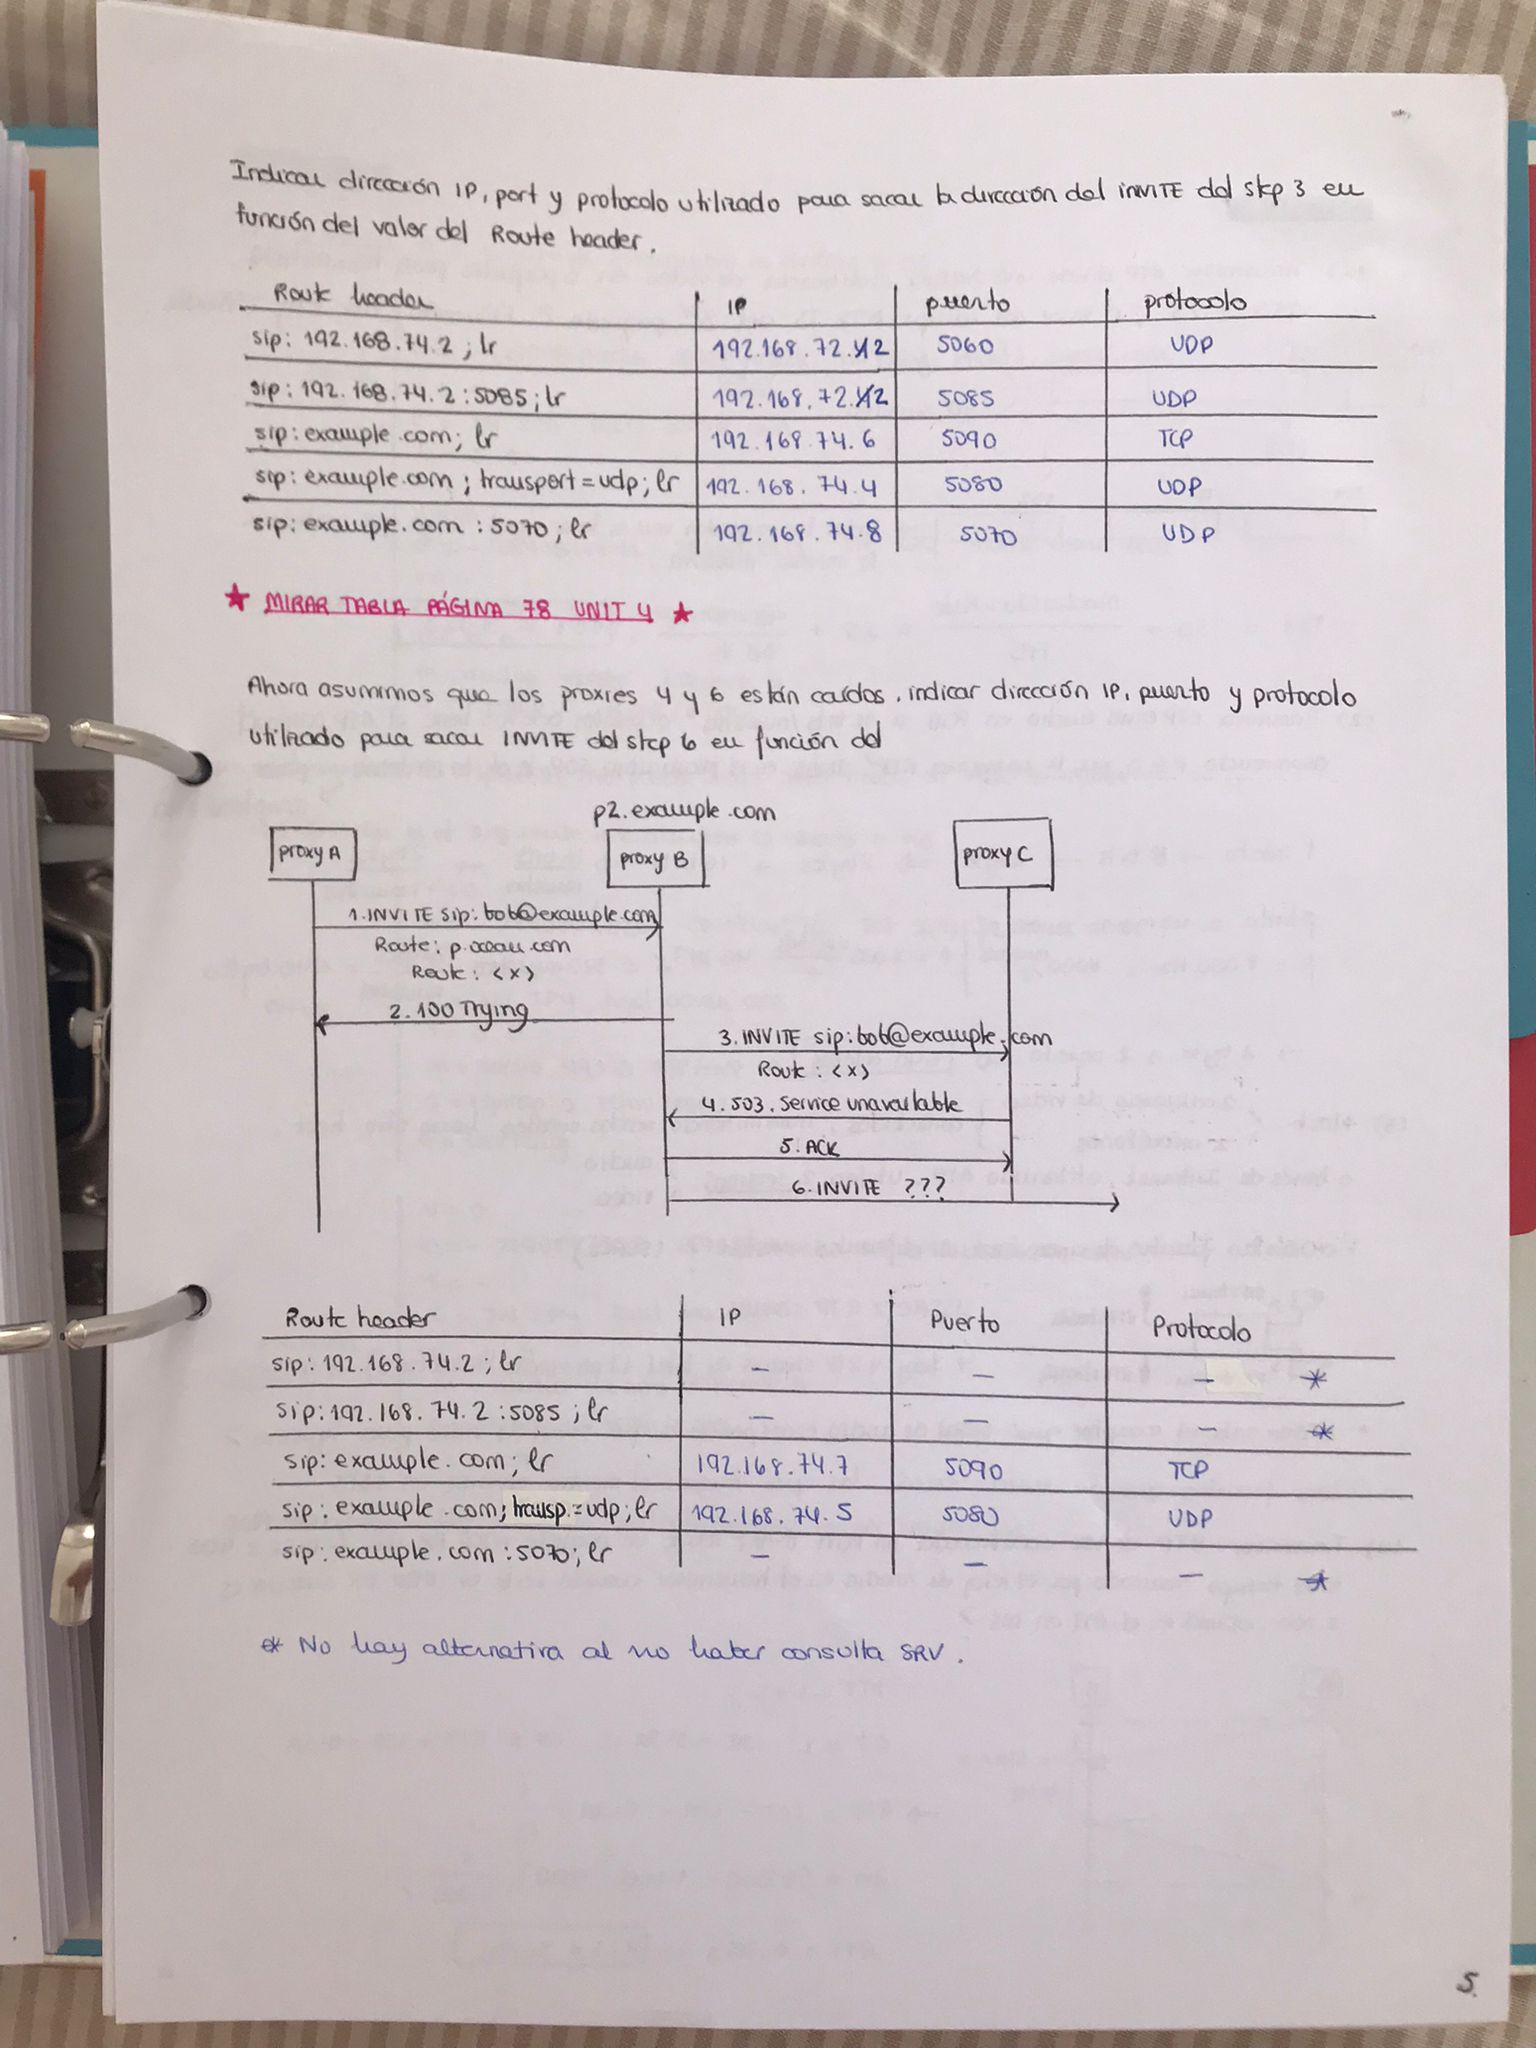 Indicar dirección IP, port y protocolo utilizado para sacar la dirección del INVITE del step 3 en
función del valor del Route header.
Route header IP puerto protocolo
sip: 192.168.74.2 ; lr 192.168.72.2 5060 UDP
sip: 192.168.74.2 : 5085 ; lr 192.168.72.2 5085 UDP
sip: example.com; lr 192.168.74.6 5090 TCP
sip: example.com ; transport = udp ; lr 192.168.74.4 5080 UDP
sip: example.com : 5070 ; lr 192.168.74.8 5070 UDP
★ MIRAR TABLA PÁGINA 78 UNIT 4 ★
Ahora asumimos que los proxies 4 y 6 están caídos. indicar dirección IP, puerto y protocolo
utilizado para sacar INVITE del step 6 en función del
p2.example.com
proxy A proxy B proxy C
1. INVITE sip: bob@example.com
Route: p.ocean.com
Route: <x>
2. 100 Trying
3. INVITE sip: bob@example.com
Route: <x>
4. 503. Service unavailable
5. ACK
6. INVITE ???
Route header IP Puerto Protocolo
sip: 192.168.74.2 ; lr – – – *
sip: 192.168.74.2 : 5085 ; lr – – – *
sip: example.com; lr 192.168.74.7 5090 TCP
sip: example.com; transp.=udp; lr 192.168.74.5 5080 UDP
sip: example.com : 5070; lr – – – *
* No hay alternativa al no haber consulta SRV.
5